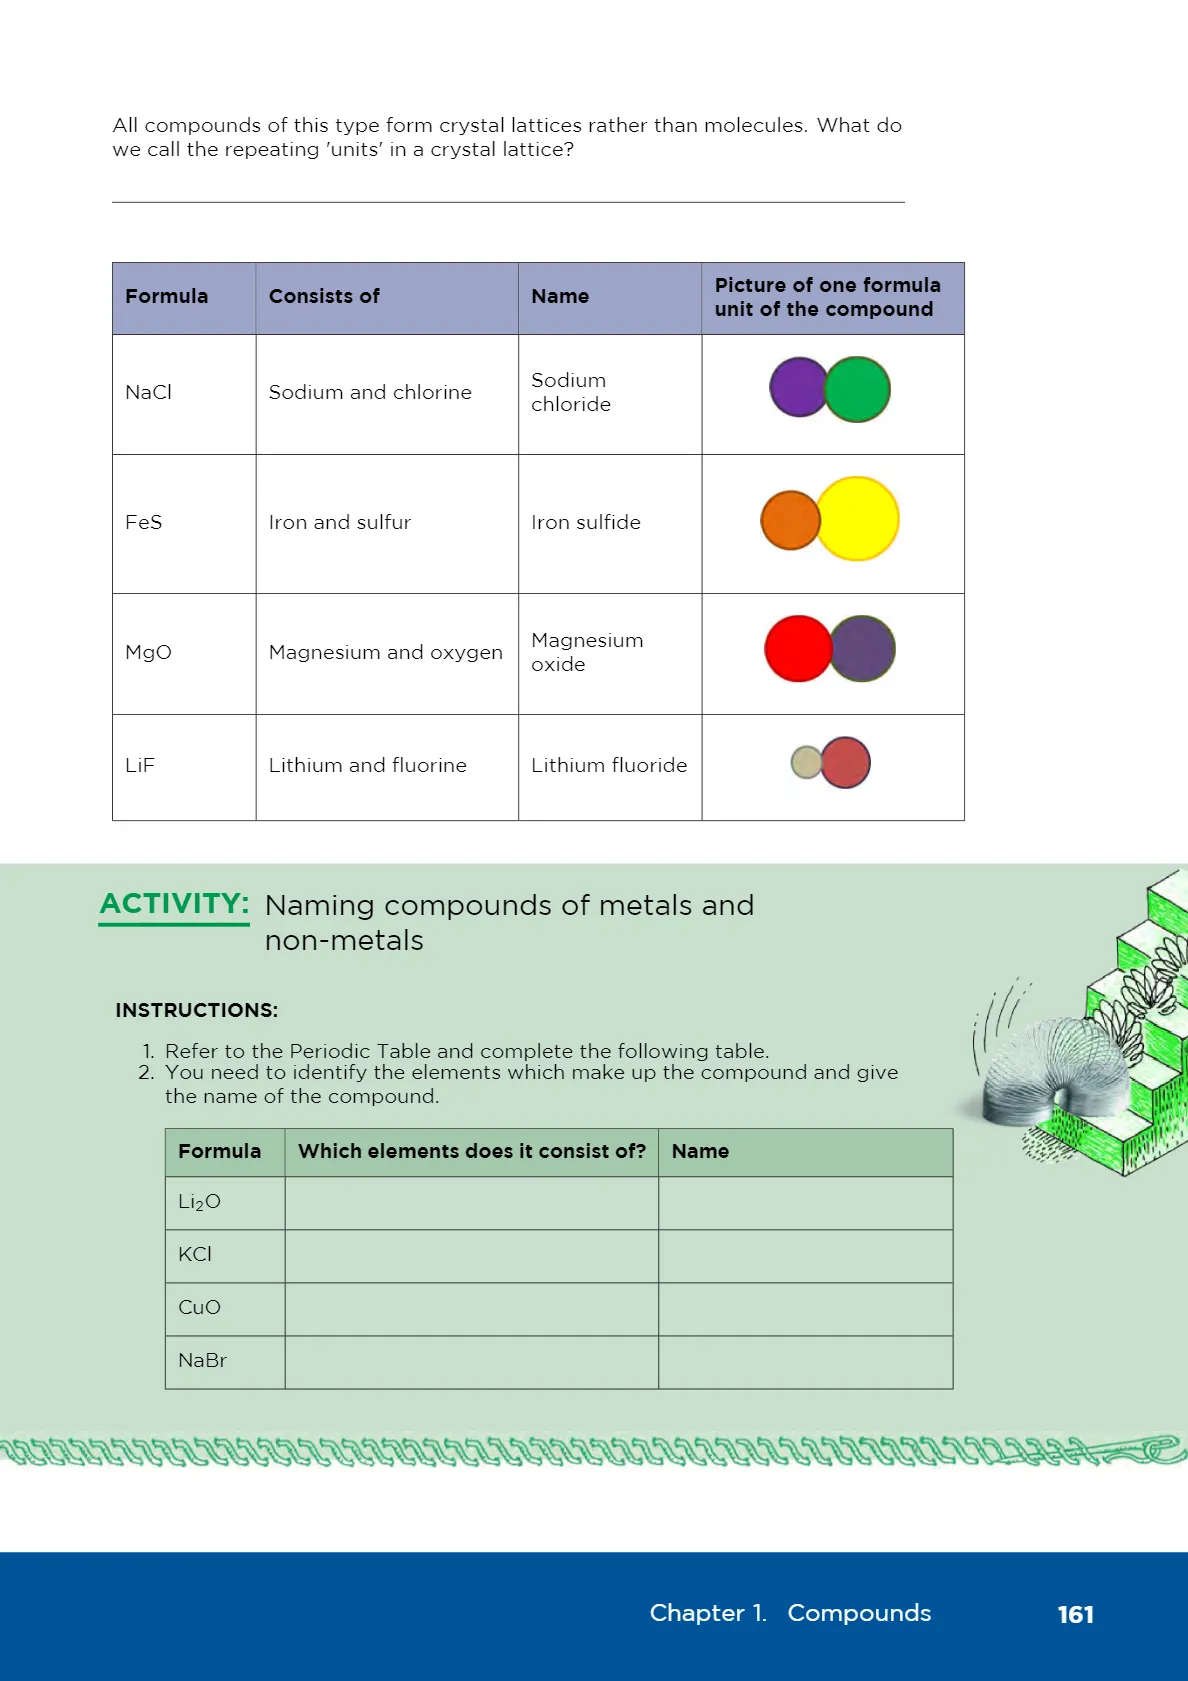 All compounds of this type form crystal lattices rather than molecules. What do
we call the repeating 'units' in a crystal lattice?
Formula Consists of Name Picture of one formula
unit of the compound
NaCl Sodium and chlorine Sodium
chloride
FeS Iron and sulfur Iron sulfide
MgO Magnesium and oxygen Magnesium
oxide
LiF Lithium and fluorine Lithium fluoride
ACTIVITY: Naming compounds of metals and
non-metals
INSTRUCTIONS:
1. Refer to the Periodic Table and complete the following table.
2. You need to identify the elements which make up the compound and give
the name of the compound.
Formula Which elements does it consist of? Name
Li₂O
KCl
CuO
NaBr
Chapter 1. Compounds 161